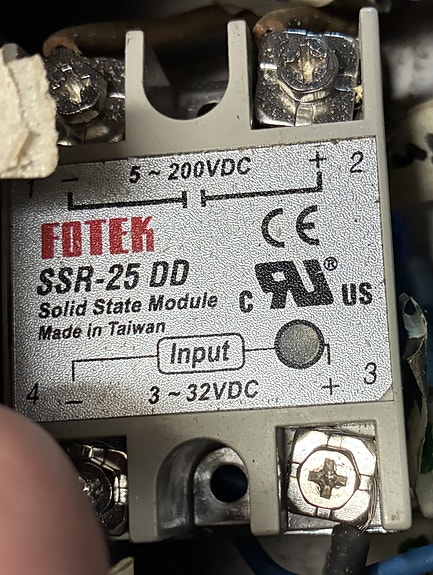 5 ~ 200VDC
1 − + 2
FOTEK
SSR-25 DD
Solid State Module
Made in Taiwan
CE
C RU ® US
Input
4 − + 3
3 ~ 32VDC